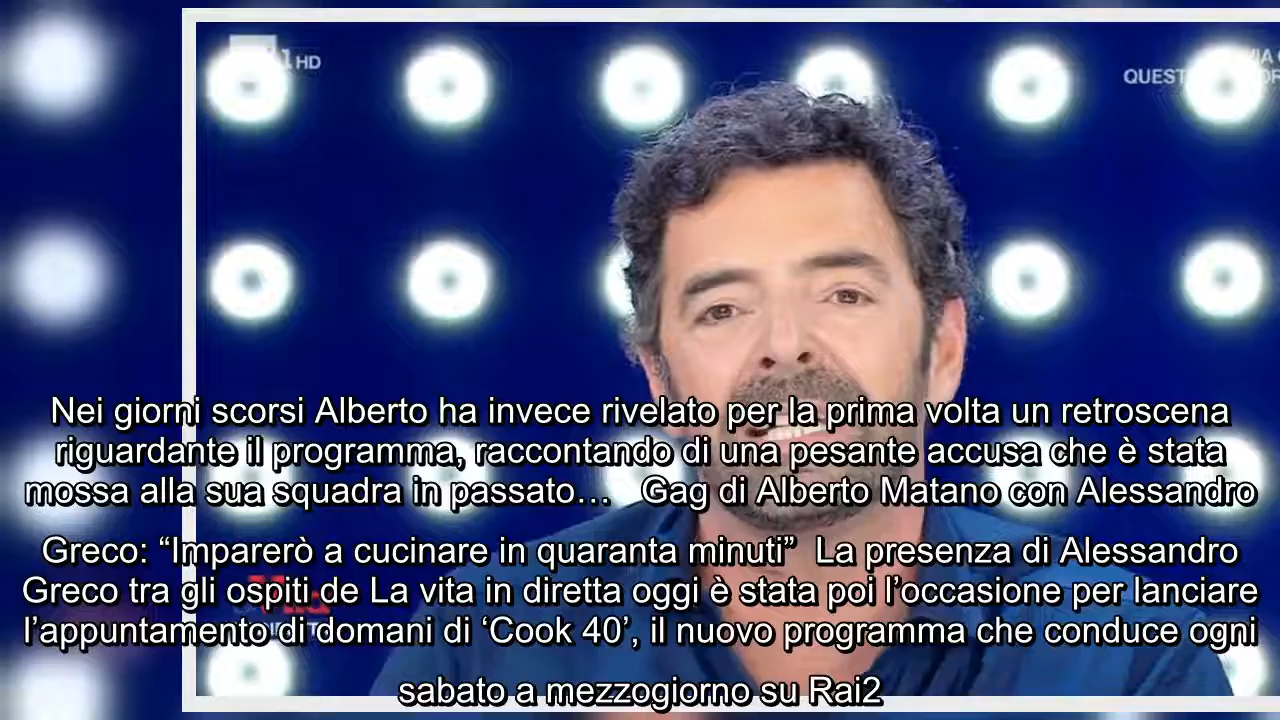 1 HD
QUEST
Nei giorni scorsi Alberto ha invece rivelato per la prima volta un retroscena
riguardante il programma, raccontando di una pesante accusa che è stata
mossa alla sua squadra in passato… Gag di Alberto Matano con Alessandro
Greco: “Imparerò a cucinare in quaranta minuti” La presenza di Alessandro
Greco tra gli ospiti de La vita in diretta oggi è stata poi l’occasione per lanciare
l’appuntamento di domani di ‘Cook 40’, il nuovo programma che conduce ogni
sabato a mezzogiorno su Rai2